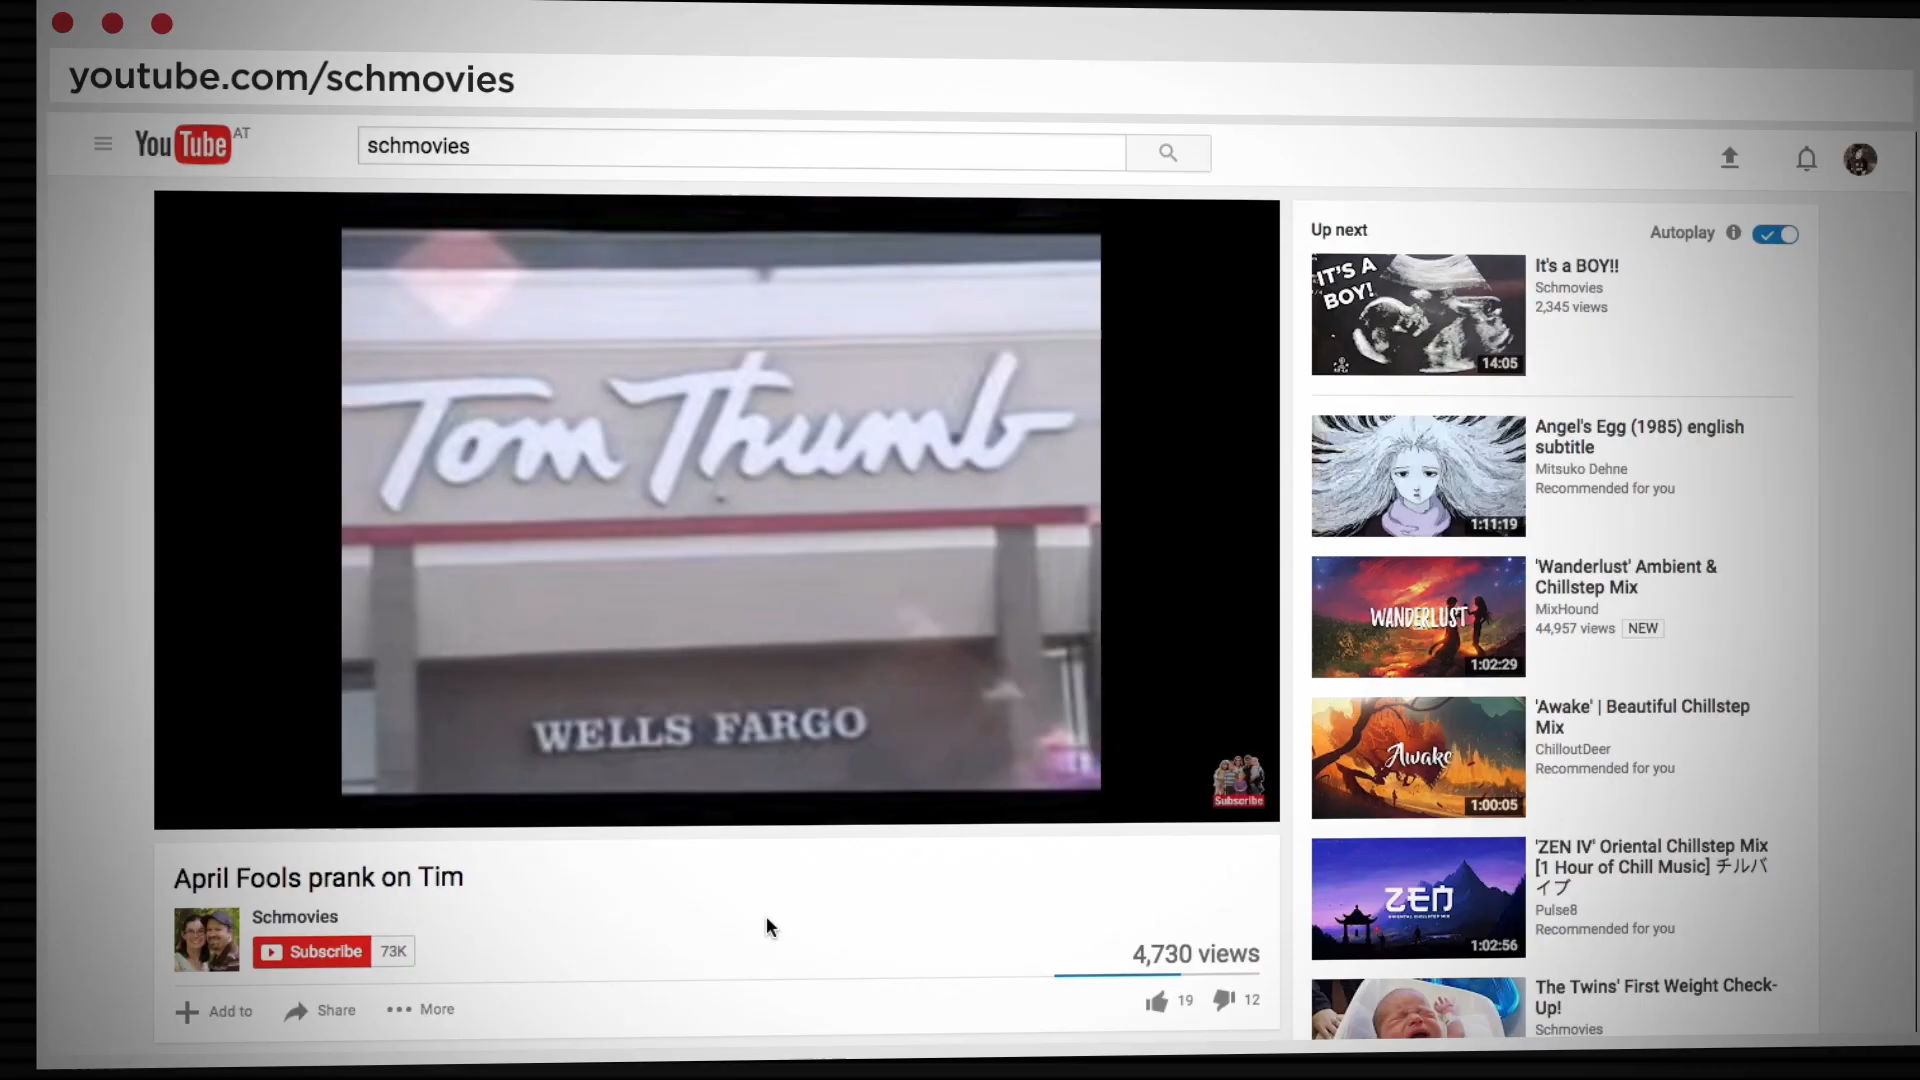 youtube.com/schmovies
YouTube AT
schmovies
Tom Thumb
WELLS FARGO
Subscribe
April Fools prank on Tim
Schmovies
Subscribe 73K
4,730 views
Add to Share More
19 12
Up next
Autoplay
IT'S A
BOY!
14:05
It's a BOY!!
Schmovies
2,345 views
1:11:19
Angel's Egg (1985) english
subtitle
Mitsuko Dehne
Recommended for you
WANDERLUST
1:02:29
'Wanderlust' Ambient &
Chillstep Mix
MixHound
44,957 views NEW
Awake
1:00:05
'Awake' | Beautiful Chillstep
Mix
ChilloutDeer
Recommended for you
ZEN
ORIENTAL CHILLSTEP MIX
1:02:56
'ZEN IV' Oriental Chillstep Mix
[1 Hour of Chill Music] チルバ
イブ
Pulse8
Recommended for you
The Twins' First Weight Check-
Up!
Schmovies